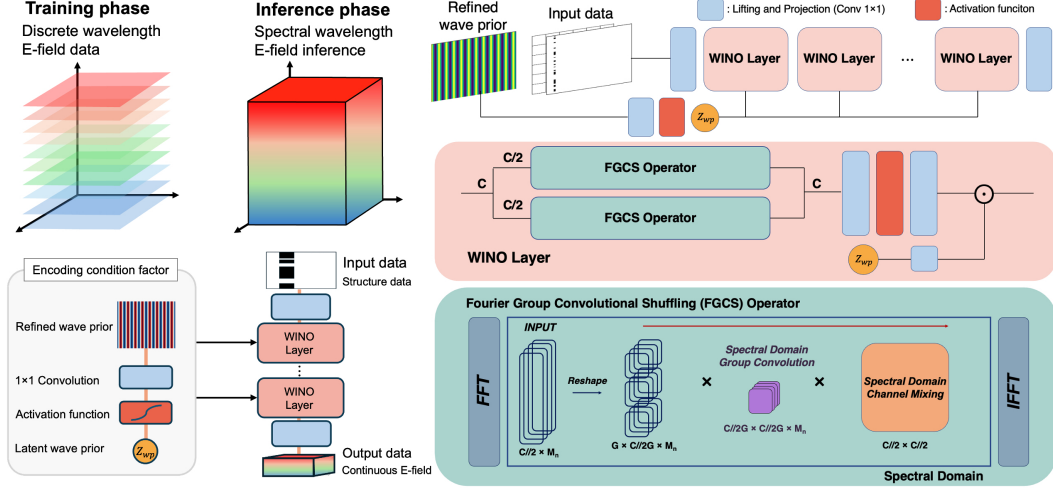 Training phase
Discrete wavelength
E-field data
Inference phase
Spectral wavelength
E-field inference
Encoding condition factor
Refined wave prior
1×1 Convolution
Activation function
Latent wave prior
Z_wp
Input data
Structure data
WINO
Layer
⋮
WINO
Layer
Output data
Continuous E-field
Refined
wave prior
Input data
: Lifting and Projection (Conv 1×1)
: Activation funciton
WINO Layer
WINO Layer
...
WINO Layer
Z_wp
C
C/2
C/2
FGCS Operator
FGCS Operator
C
Z_wp
WINO Layer
Fourier Group Convolutional Shuffling (FGCS) Operator
FFT
INPUT
C//2 × M_n
Reshape
G × C//2G × M_n
×
Spectral Domain
Group Convolution
C//2G × C//2G × M_n
×
Spectral Domain
Channel Mixing
C//2 × C//2
IFFT
Spectral Domain